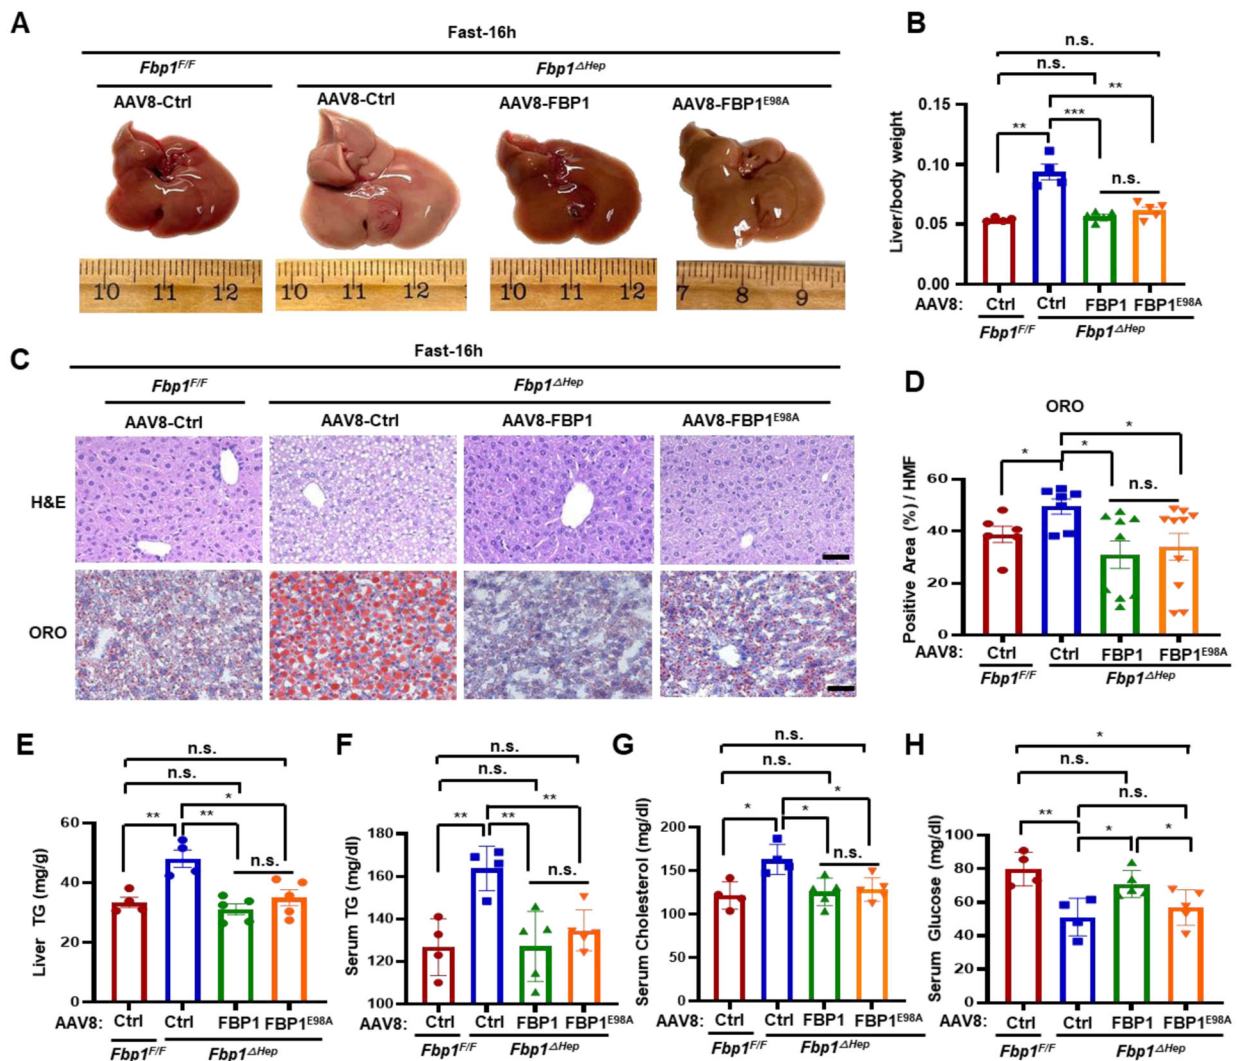 A
Fast-16h
Fbp1F/F
Fbp1ΔHep
AAV8-Ctrl
AAV8-Ctrl
AAV8-FBP1
AAV8-FBP1E98A
10 11 12
10 11 12
10 11 12
7 8 9
B
n.s.
n.s.
**
***
**
n.s.
Liver/body weight
0.15
0.10
0.05
0.00
AAV8: Ctrl Ctrl FBP1 FBP1E98A
Fbp1F/F Fbp1ΔHep
C
Fast-16h
Fbp1F/F
Fbp1ΔHep
AAV8-Ctrl
AAV8-Ctrl
AAV8-FBP1
AAV8-FBP1E98A
H&E
ORO
D
ORO
*
*
*
n.s.
Positive Area (%) / HMF
60
40
20
0
AAV8: Ctrl Ctrl FBP1 FBP1E98A
Fbp1F/F Fbp1ΔHep
E
n.s.
n.s.
*
**
**
n.s.
Liver TG (mg/g)
60
40
20
0
AAV8: Ctrl Ctrl FBP1 FBP1E98A
Fbp1F/F Fbp1ΔHep
F
n.s.
n.s.
**
**
**
n.s.
Serum TG (mg/dl)
180
160
140
120
100
AAV8: Ctrl Ctrl FBP1 FBP1E98A
Fbp1F/F Fbp1ΔHep
G
n.s.
n.s.
*
*
*
n.s.
Serum Cholesterol (mg/dl)
200
150
100
50
0
AAV8: Ctrl Ctrl FBP1 FBP1E98A
Fbp1F/F Fbp1ΔHep
H
*
n.s.
n.s.
**
*
*
Serum Glucose (mg/dl)
100
80
60
40
20
0
AAV8: Ctrl Ctrl FBP1 FBP1E98A
Fbp1F/F Fbp1ΔHep